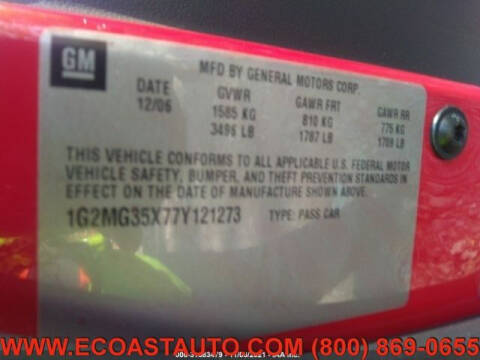 GM
MFD BY GENERAL MOTORS CORP.
DATE GVWR GAWR FRT GAWR RR
12/06 1585 KG 810 KG 775 KG
3496 LB 1787 LB 1709 LB
THIS VEHICLE CONFORMS TO ALL APPLICABLE U.S. FEDERAL MOTOR
VEHICLE SAFETY, BUMPER, AND THEFT PREVENTION STANDARDS IN
EFFECT ON THE DATE OF MANUFACTURE SHOWN ABOVE.
1G2MG35X77Y121273 TYPE: PASS CAR
WWW.ECOASTAUTO.COM (800) 869-0655